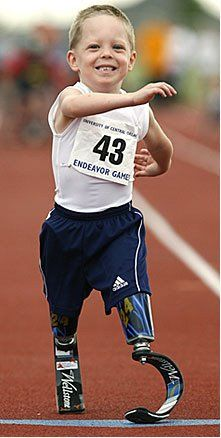 UNIVERSITY OF CENTRAL OKLAHOMA
43
ENDEAVOR GAMES
adidas